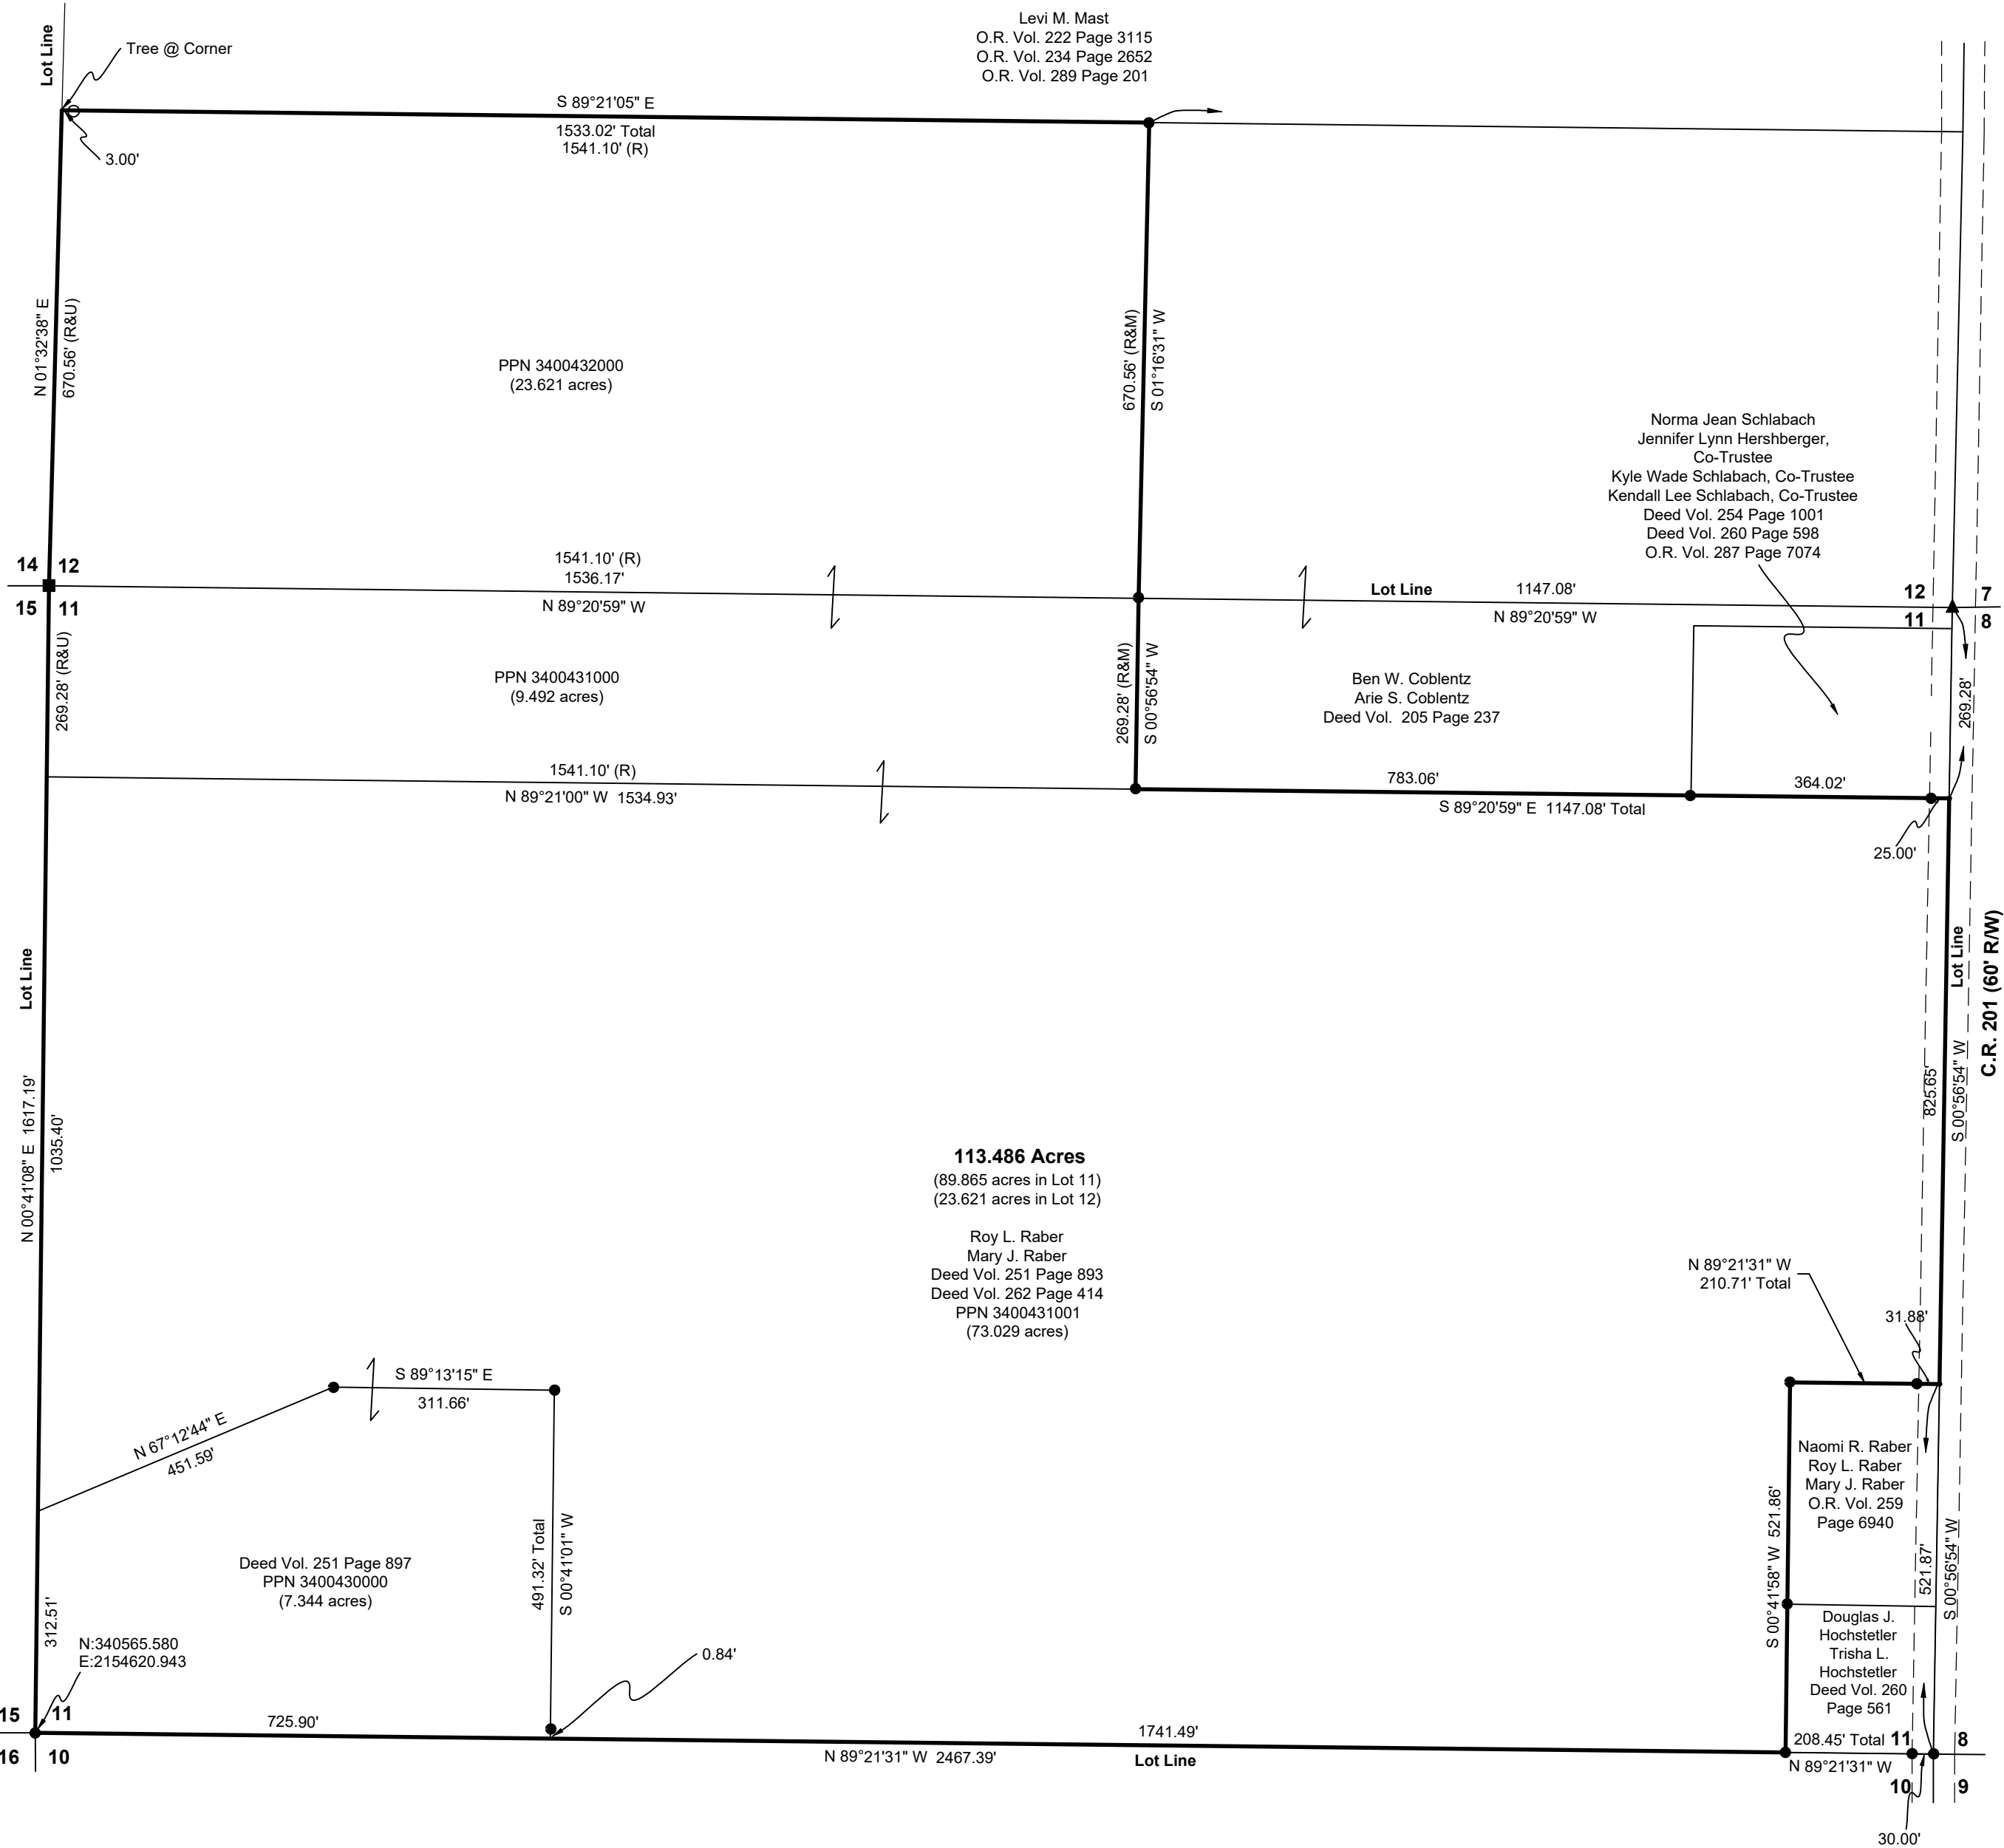 Levi M. Mast
O.R. Vol. 222 Page 3115
O.R. Vol. 234 Page 2652
O.R. Vol. 289 Page 201
Lot Line
Tree @ Corner
3.00'
S 89°21'05" E
1533.02' Total
1541.10' (R)
N 01°32'38" E
670.56' (R&U)
PPN 3400432000
(23.621 acres)
670.56' (R&M)
S 01°16'31" W
Norma Jean Schlabach
Jennifer Lynn Hershberger,
Co-Trustee
Kyle Wade Schlabach, Co-Trustee
Kendall Lee Schlabach, Co-Trustee
Deed Vol. 254 Page 1001
Deed Vol. 260 Page 598
O.R. Vol. 287 Page 7074
14 12
15 11
1541.10' (R)
1536.17'
N 89°20'59" W
Lot Line
1147.08'
N 89°20'59" W
12 7
11 8
269.28' (R&U)
PPN 3400431000
(9.492 acres)
269.28' (R&M)
S 00°56'54" W
Ben W. Coblentz
Arie S. Coblentz
Deed Vol. 205 Page 237
269.28'
1541.10' (R)
N 89°21'00" W 1534.93'
783.06'
364.02'
S 89°20'59" E 1147.08' Total
25.00'
Lot Line
N 00°41'08" E 1617.19'
1035.40'
Lot Line
825.65'
S 00°56'54" W
C.R. 201 (60' R/W)
113.486 Acres
(89.865 acres in Lot 11)
(23.621 acres in Lot 12)
Roy L. Raber
Mary J. Raber
Deed Vol. 251 Page 893
Deed Vol. 262 Page 414
PPN 3400431001
(73.029 acres)
N 89°21'31" W
210.71' Total
31.88'
S 89°13'15" E
311.66'
N 67°12'44" E
451.59'
491.32' Total
S 00°41'01" W
Deed Vol. 251 Page 897
PPN 3400430000
(7.344 acres)
312.51'
N:340565.580
E:2154620.943
0.84'
Naomi R. Raber
Roy L. Raber
Mary J. Raber
O.R. Vol. 259
Page 6940
S 00°41'58" W 521.86'
521.87'
S 00°56'54" W
Douglas J.
Hochstetler
Trisha L.
Hochstetler
Deed Vol. 260
Page 561
15 11
16 10
725.90'
1741.49'
N 89°21'31" W 2467.39'
Lot Line
208.45' Total
N 89°21'31" W
11 8
10 9
30.00'